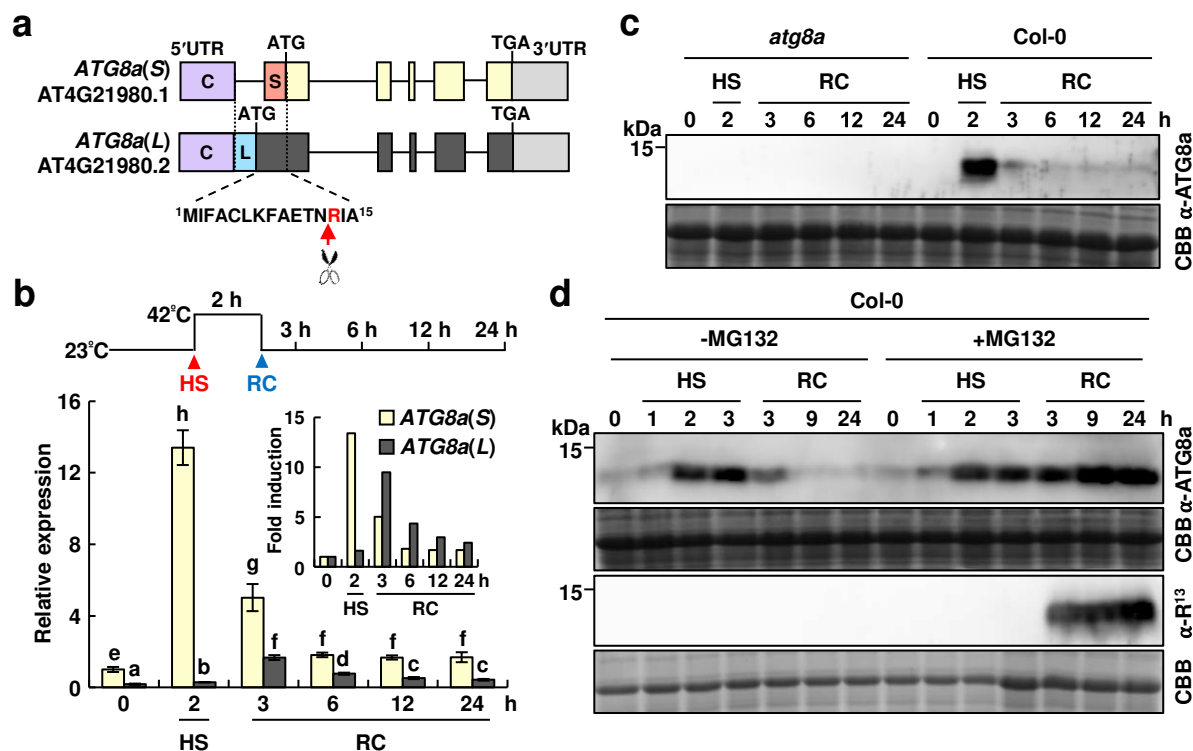 a
5′UTR ATG TGA 3′UTR
ATG8a(S)
AT4G21980.1
C S
ATG TGA
ATG8a(L)
AT4G21980.2
C L
¹MIFACLKFAETNRIA¹⁵
b
2 h
42°C
3 h 6 h 12 h 24 h
23°C
HS RC
Relative expression
16
12
8
4
0
e a h b g f f d f c f c
0 2 3 6 12 24 h
HS RC
Fold induction
15
10
5
0
ATG8a(S)
ATG8a(L)
0 2 3 6 12 24 h
HS RC
c
atg8a Col-0
HS RC HS RC
0 2 3 6 12 24 0 2 3 6 12 24 h
kDa
15
α-ATG8a
CBB
d
Col-0
-MG132 +MG132
HS RC HS RC
0 1 2 3 3 9 24 0 1 2 3 3 9 24 h
kDa
15
α-ATG8a
CBB
15
α-R¹³
CBB